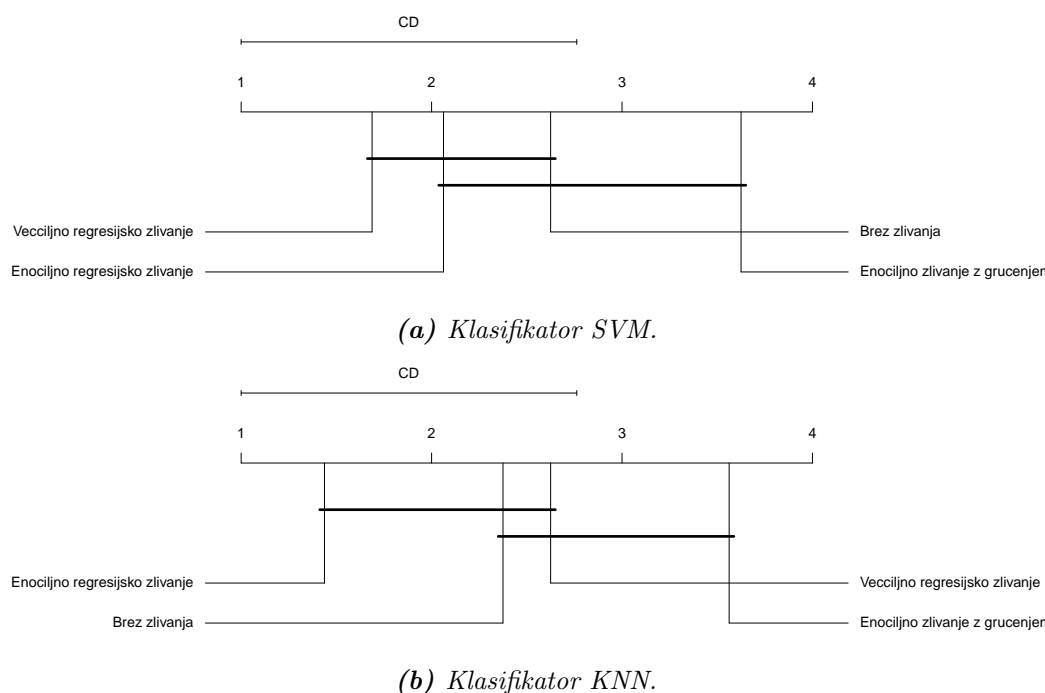 CD
1 2 3 4
Vecciljno regresijsko zlivanje Brez zlivanja
Enociljno regresijsko zlivanje Enociljno zlivanje z grucenjem
(a) Klasifikator SVM.
CD
1 2 3 4
Enociljno regresijsko zlivanje Vecciljno regresijsko zlivanje
Brez zlivanja Enociljno zlivanje z grucenjem
(b) Klasifikator KNN.